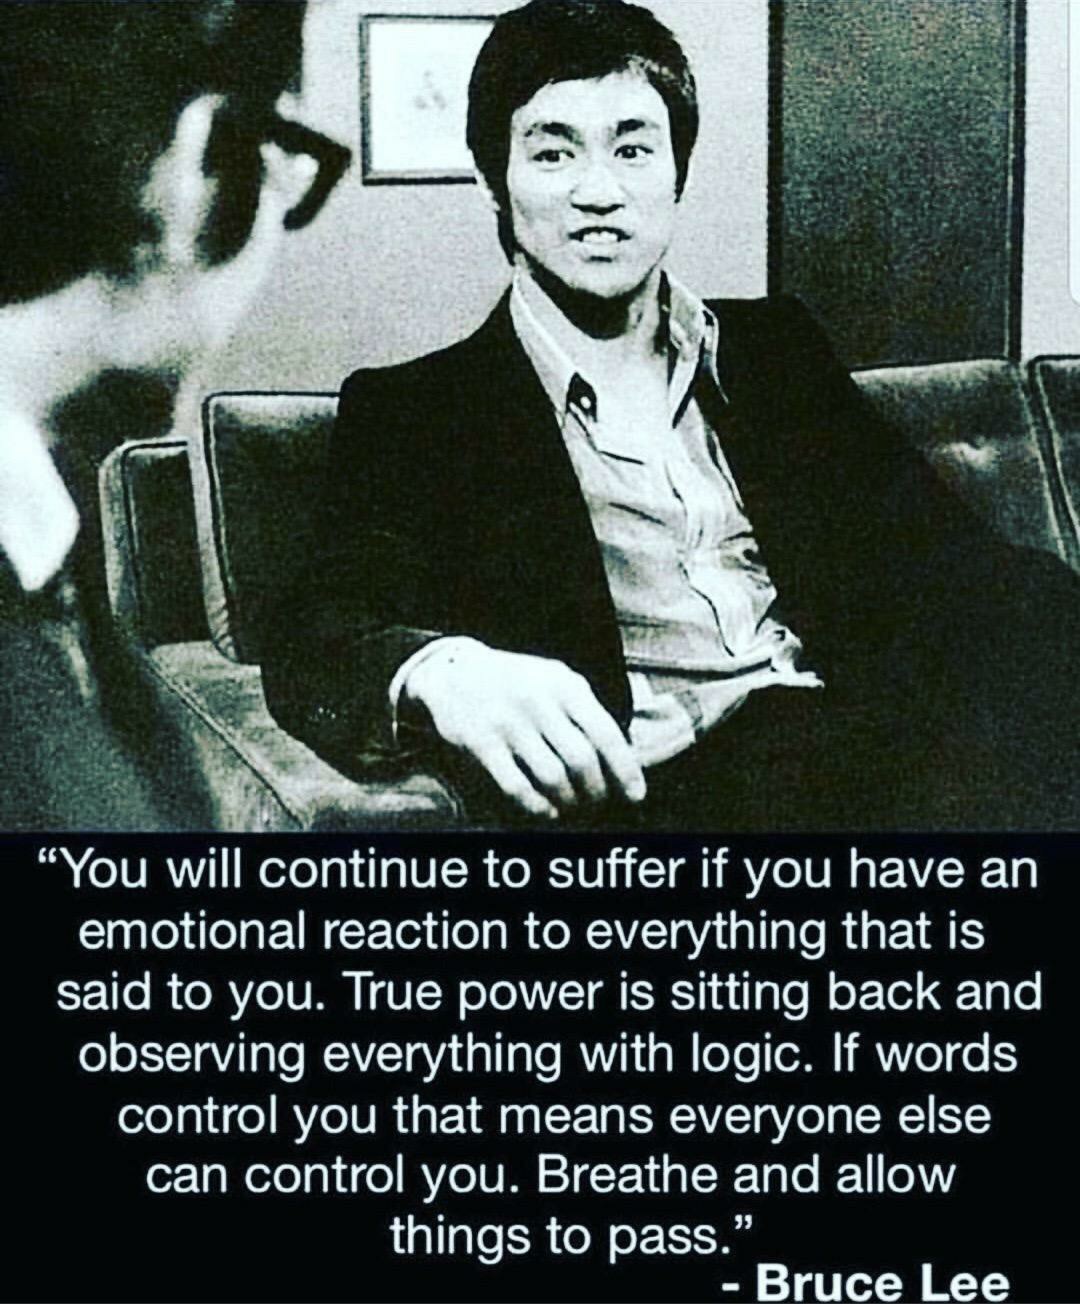 “You will continue to suffer if you have an
emotional reaction to everything that is
said to you. True power is sitting back and
observing everything with logic. If words
control you that means everyone else
can control you. Breathe and allow
things to pass.”
- Bruce Lee